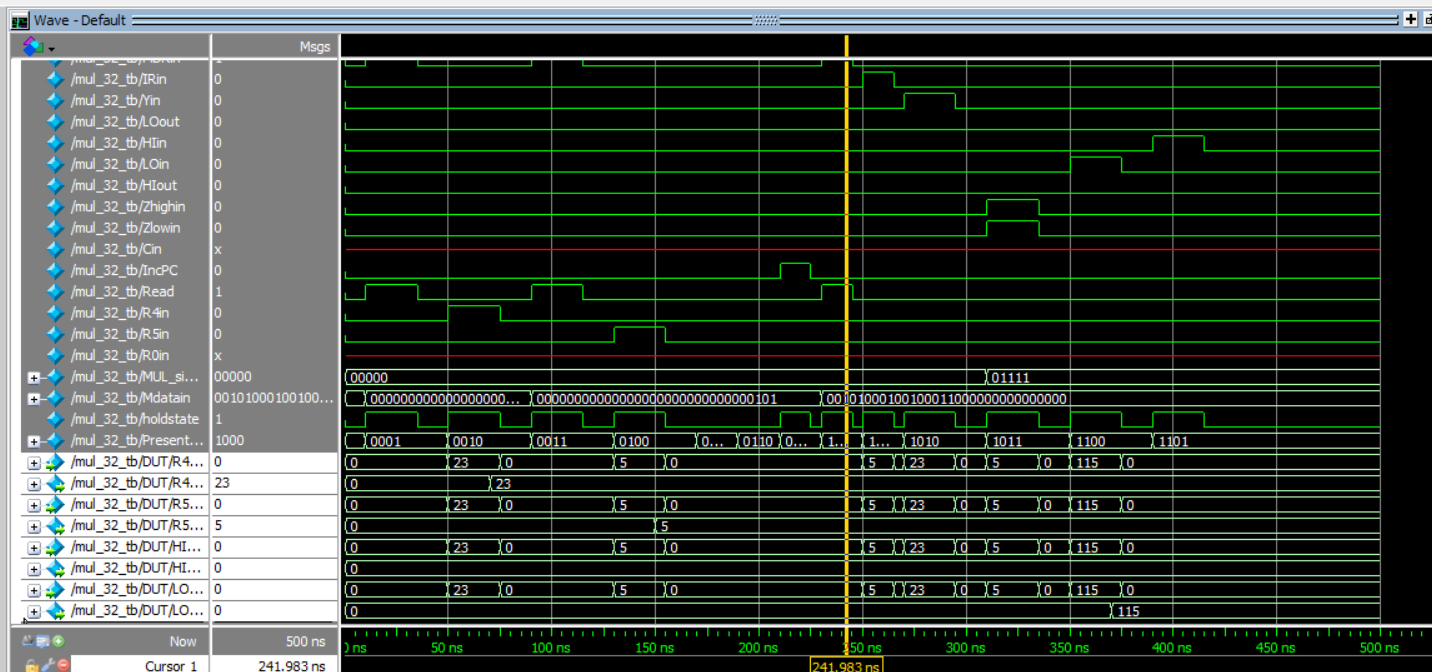 Wave - Default
Msgs
/mul_32_tb/IRin 0
/mul_32_tb/Yin 0
/mul_32_tb/LOout 0
/mul_32_tb/HIin 0
/mul_32_tb/LOin 0
/mul_32_tb/HIout 0
/mul_32_tb/Zhighin 0
/mul_32_tb/Zlowin 0
/mul_32_tb/Cin x
/mul_32_tb/IncPC 0
/mul_32_tb/Read 1
/mul_32_tb/R4in 0
/mul_32_tb/R5in 0
/mul_32_tb/R0in x
/mul_32_tb/MUL_si... 00000 00000 01111
/mul_32_tb/Mdatain 00101000100100... 0000000000000000000... 00000000000000000000000000000101 00101000100100011000000000000000
/mul_32_tb/holdstate 1
/mul_32_tb/Present... 1000 0001 0010 0011 0100 0... 0110 0... 1... 1... 1010 1011 1100 1101
/mul_32_tb/DUT/R4... 0 0 23 0 5 0 5 23 0 5 0 115 0
/mul_32_tb/DUT/R4... 23 0 23
/mul_32_tb/DUT/R5... 0 0 23 0 5 0 5 23 0 5 0 115 0
/mul_32_tb/DUT/R5... 5 0 5
/mul_32_tb/DUT/HI... 0 0 23 0 5 0 5 23 0 5 0 115 0
/mul_32_tb/DUT/HI... 0 0
/mul_32_tb/DUT/LO... 0 0 23 0 5 0 5 23 0 5 0 115 0
/mul_32_tb/DUT/LO... 0 0 115
Now 500 ns 50 ns 100 ns 150 ns 200 ns 250 ns 300 ns 350 ns 400 ns 450 ns 500 ns
Cursor 1 241.983 ns 241.983 ns